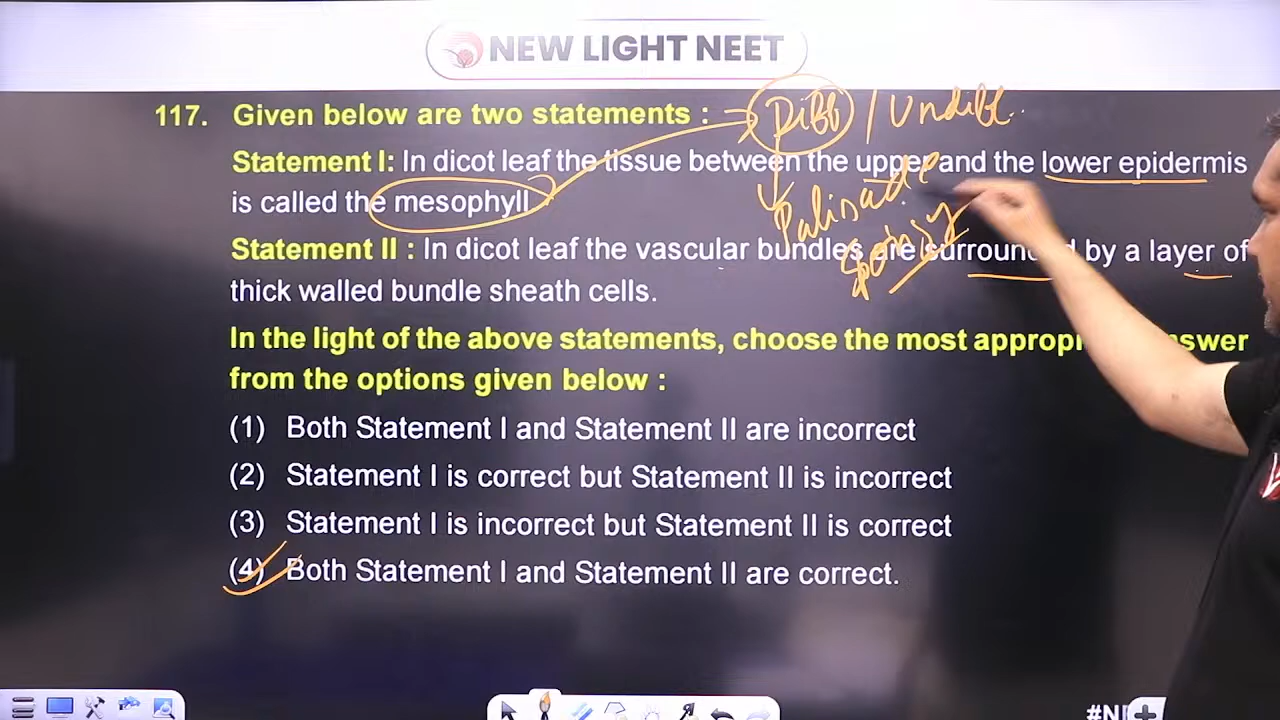 NEW LIGHT NEET
117. Given below are two statements :
Diff / Undiff.
Statement I: In dicot leaf the tissue between the upper and the lower epidermis
is called the mesophyll
Palisade
Spongy
Statement II : In dicot leaf the vascular bundles are surround by a layer of
thick walled bundle sheath cells.
In the light of the above statements, choose the most appropr swer
from the options given below :
(1) Both Statement I and Statement II are incorrect
(2) Statement I is correct but Statement II is incorrect
(3) Statement I is incorrect but Statement II is correct
(4) Both Statement I and Statement II are correct.